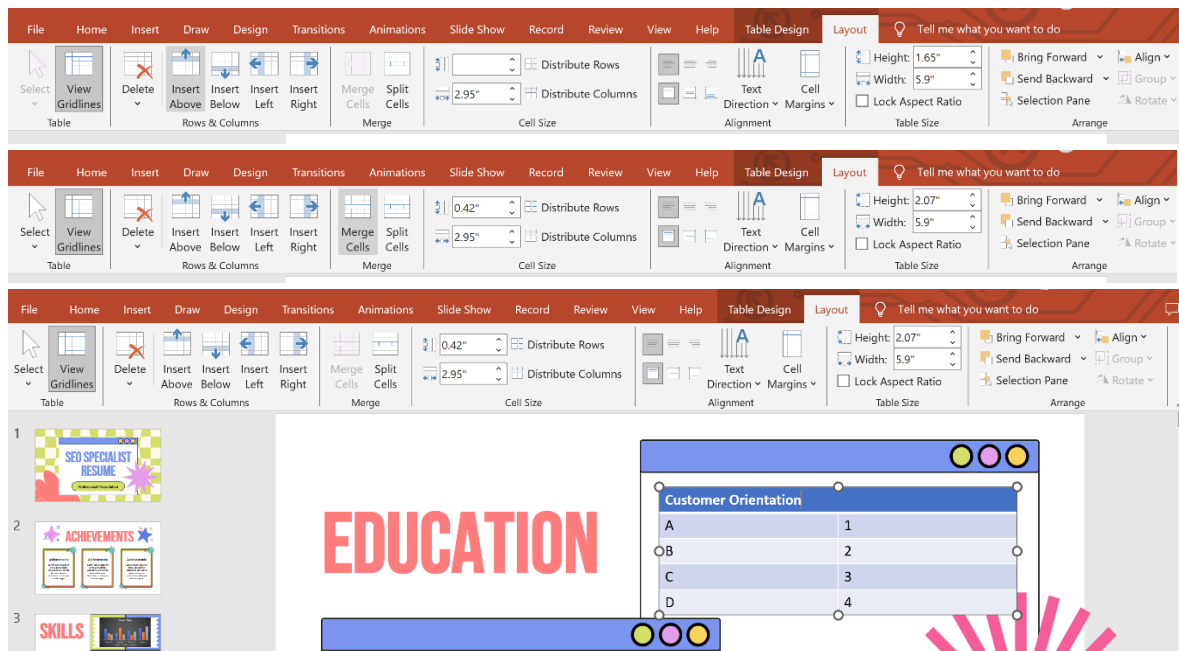 File Home Insert Draw Design Transitions Animations Slide Show Record Review View Help Table Design Layout Tell me what you want to do
Select View Gridlines Delete Insert Above Insert Below Insert Left Insert Right Merge Cells Split Cells 2.95" Distribute Rows Distribute Columns Text Direction Cell Margins Height: 1.65" Width: 5.9" Lock Aspect Ratio Bring Forward Send Backward Selection Pane Align Group Rotate
Table Rows & Columns Merge Cell Size Alignment Table Size Arrange
File Home Insert Draw Design Transitions Animations Slide Show Record Review View Help Table Design Layout Tell me what you want to do
Select View Gridlines Delete Insert Above Insert Below Insert Left Insert Right Merge Cells Split Cells 0.42" 2.95" Distribute Rows Distribute Columns Text Direction Cell Margins Height: 2.07" Width: 5.9" Lock Aspect Ratio Bring Forward Send Backward Selection Pane Align Group Rotate
Table Rows & Columns Merge Cell Size Alignment Table Size Arrange
File Home Insert Draw Design Transitions Animations Slide Show Record Review View Help Table Design Layout Tell me what you want to do
Select View Gridlines Delete Insert Above Insert Below Insert Left Insert Right Merge Cells Split Cells 0.42" 2.95" Distribute Rows Distribute Columns Text Direction Cell Margins Height: 2.07" Width: 5.9" Lock Aspect Ratio Bring Forward Send Backward Selection Pane Align Group Rotate
Table Rows & Columns Merge Cell Size Alignment Table Size Arrange
1
SEO SPECIALIST
RESUME
2
ACHIEVEMENTS
3
SKILLS
EDUCATION
Customer Orientation
A 1
B 2
C 3
D 4